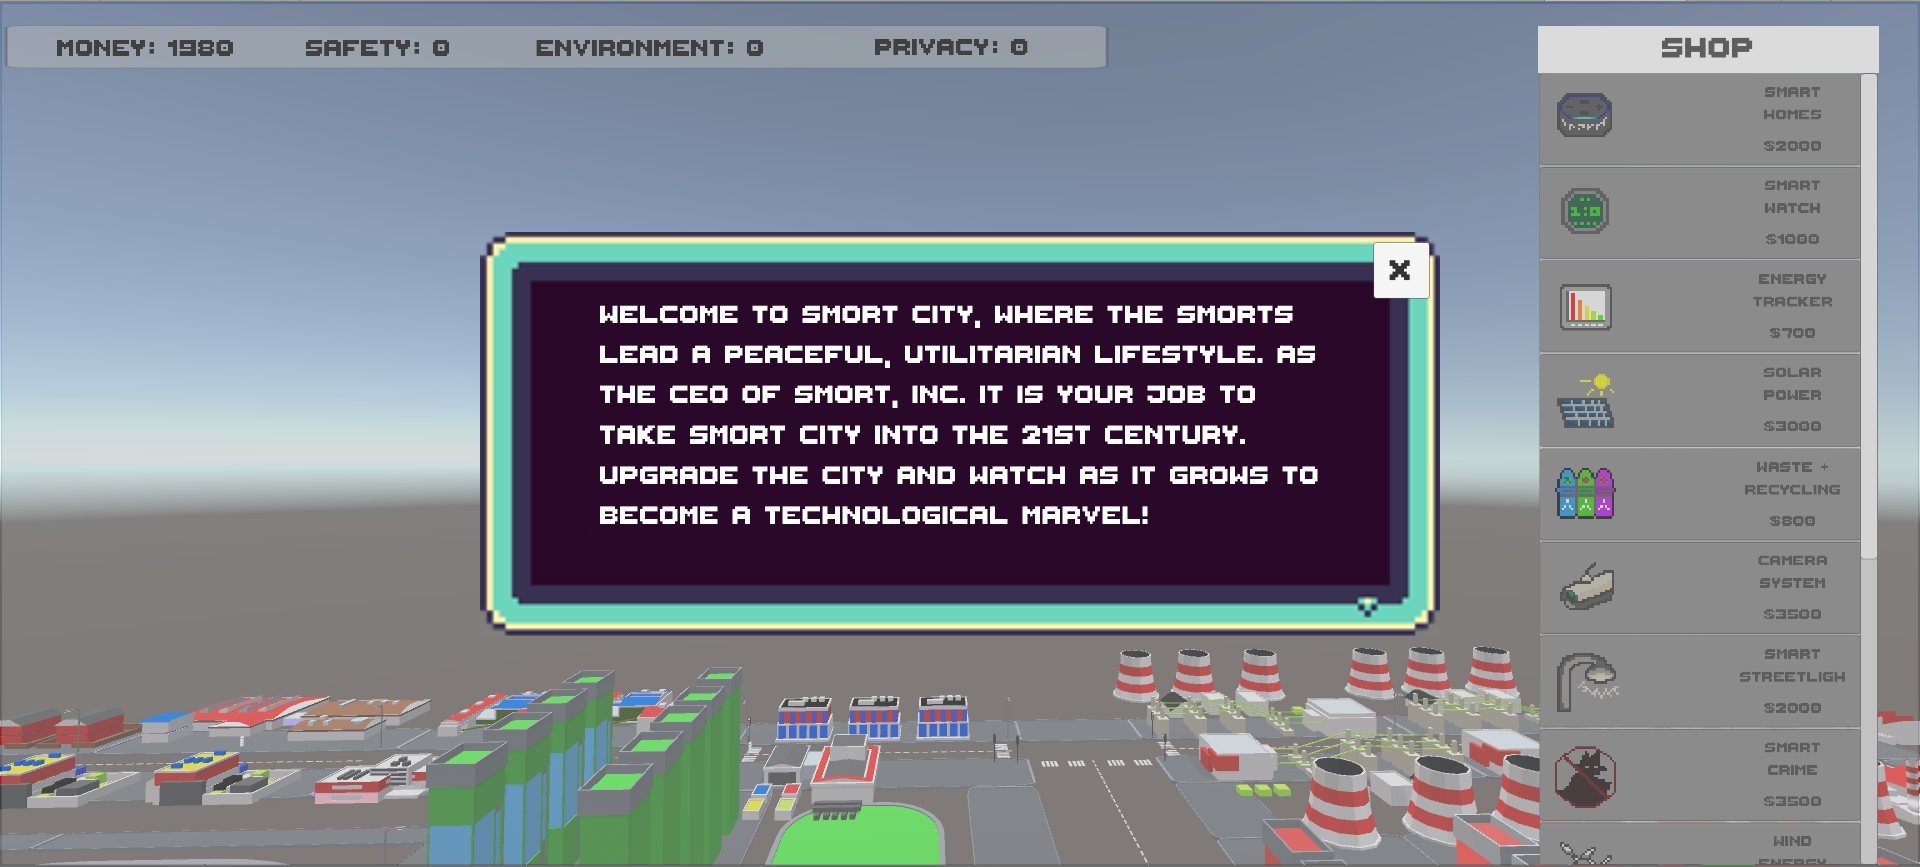 MONEY: 1980 SAFETY: 0 ENVIRONMENT: 0 PRIVACY: 0
SHOP
SMART
HOMES
$2000
SMART
WATCH
$1000
ENERGY
TRACKER
$700
SOLAR
POWER
$3000
WASTE +
RECYCLING
$800
CAMERA
SYSTEM
$3500
SMART
STREETLIGH
$2000
SMART
CRIME
$3500
WIND
ENERGY
X
WELCOME TO SMORT CITY, WHERE THE SMORTS
LEAD A PEACEFUL, UTILITARIAN LIFESTYLE. AS
THE CEO OF SMORT, INC. IT IS YOUR JOB TO
TAKE SMORT CITY INTO THE 21ST CENTURY.
UPGRADE THE CITY AND WATCH AS IT GROWS TO
BECOME A TECHNOLOGICAL MARVEL!